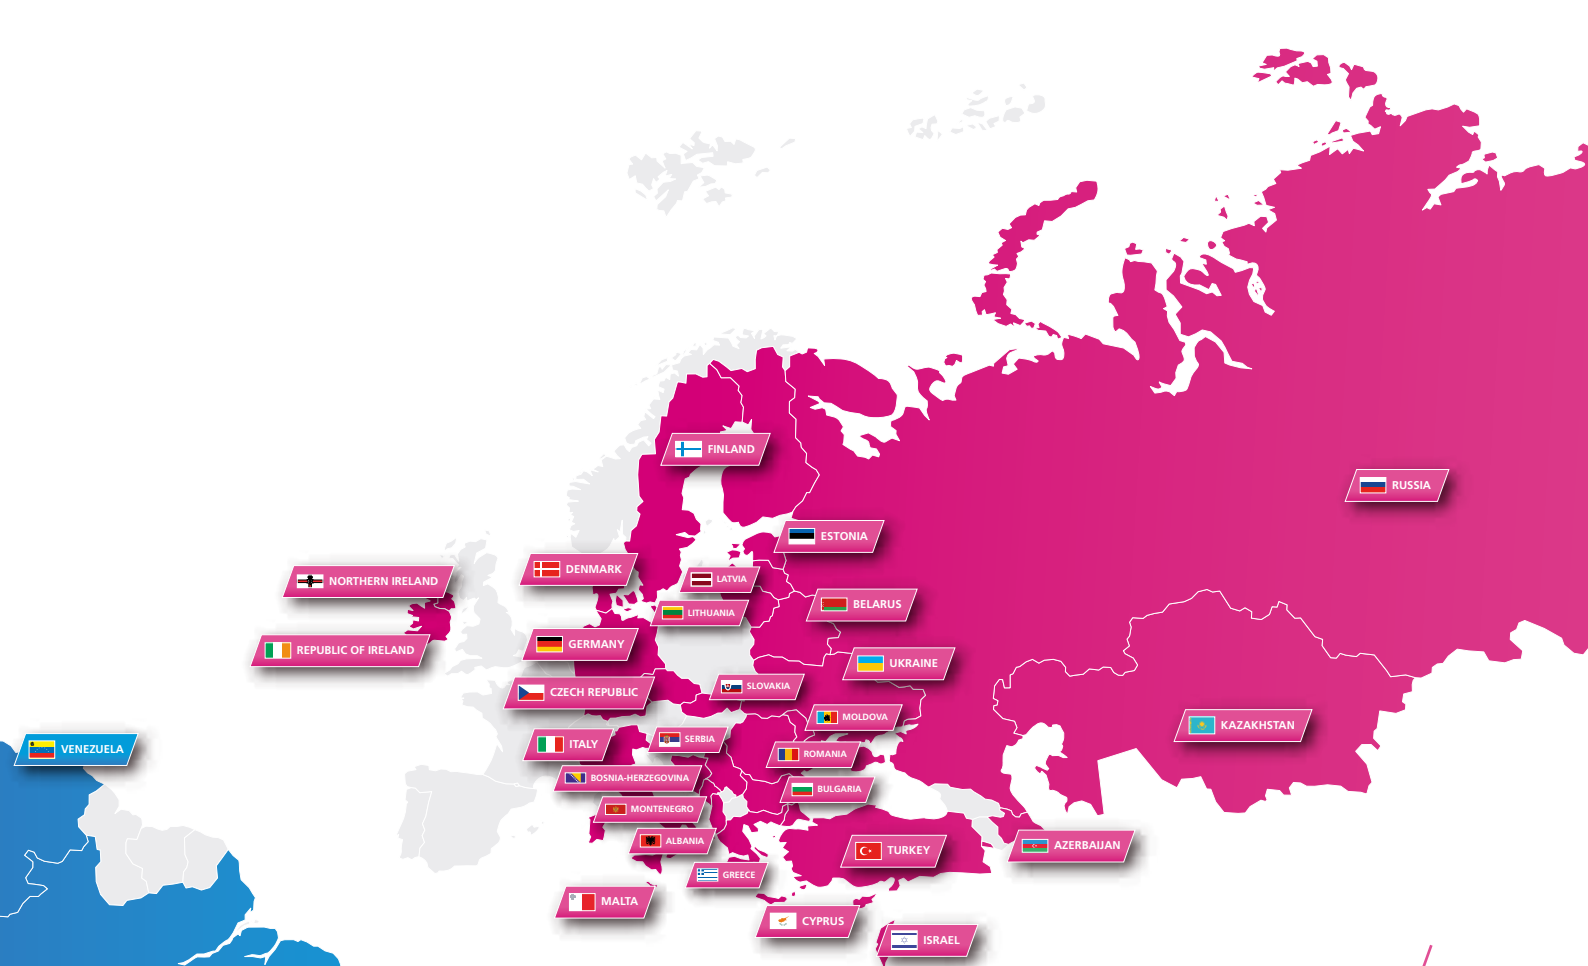 FINLAND
RUSSIA
ESTONIA
DENMARK
LATVIA
NORTHERN IRELAND
BELARUS
LITHUANIA
GERMANY
REPUBLIC OF IRELAND
UKRAINE
SLOVAKIA
CZECH REPUBLIC
MOLDOVA
KAZAKHSTAN
SERBIA
ITALY
VENEZUELA
ROMANIA
BOSNIA-HERZEGOVINA
BULGARIA
MONTENEGRO
ALBANIA
AZERBAIJAN
TURKEY
GREECE
MALTA
CYPRUS
ISRAEL